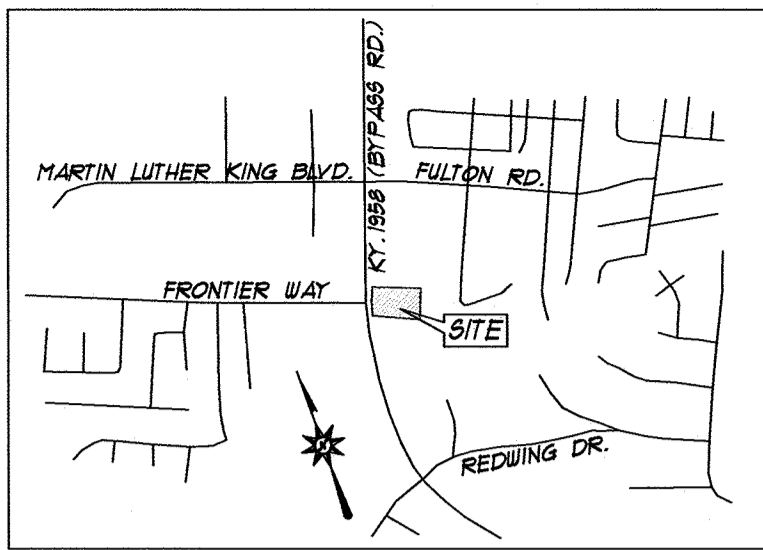 KY. 1958 (BYPASS RD.)
MARTIN LUTHER KING BLVD.
FULTON RD.
FRONTIER WAY
SITE
REDWING DR.